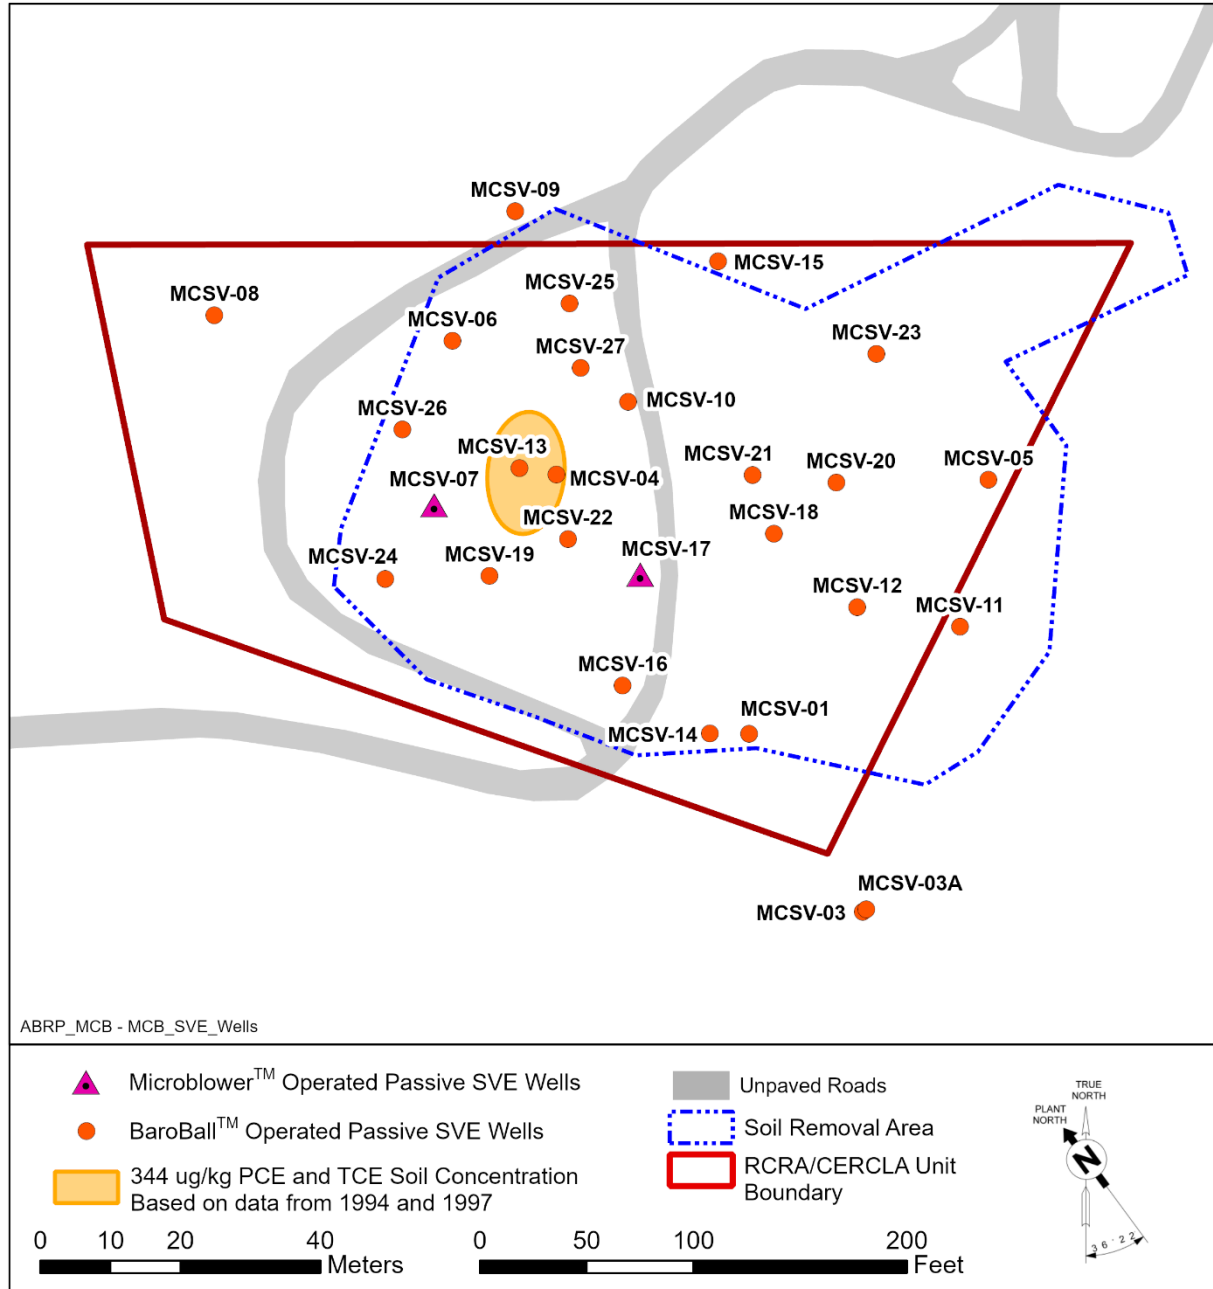 MCSV-09
MCSV-15
MCSV-08
MCSV-25
MCSV-06
MCSV-23
MCSV-27
MCSV-10
MCSV-26
MCSV-13
MCSV-21
MCSV-20
MCSV-05
MCSV-07
MCSV-04
MCSV-22
MCSV-18
MCSV-24
MCSV-19
MCSV-17
MCSV-12
MCSV-11
MCSV-16
MCSV-01
MCSV-14
MCSV-03A
MCSV-03
ABRP_MCB - MCB_SVE_Wells
Microblower™ Operated Passive SVE Wells
BaroBall™ Operated Passive SVE Wells
344 ug/kg PCE and TCE Soil Concentration
Based on data from 1994 and 1997
Unpaved Roads
Soil Removal Area
RCRA/CERCLA Unit
Boundary
TRUE
NORTH
PLANT
NORTH
N
36°22'
0 10 20 40
Meters
0 50 100 200
Feet